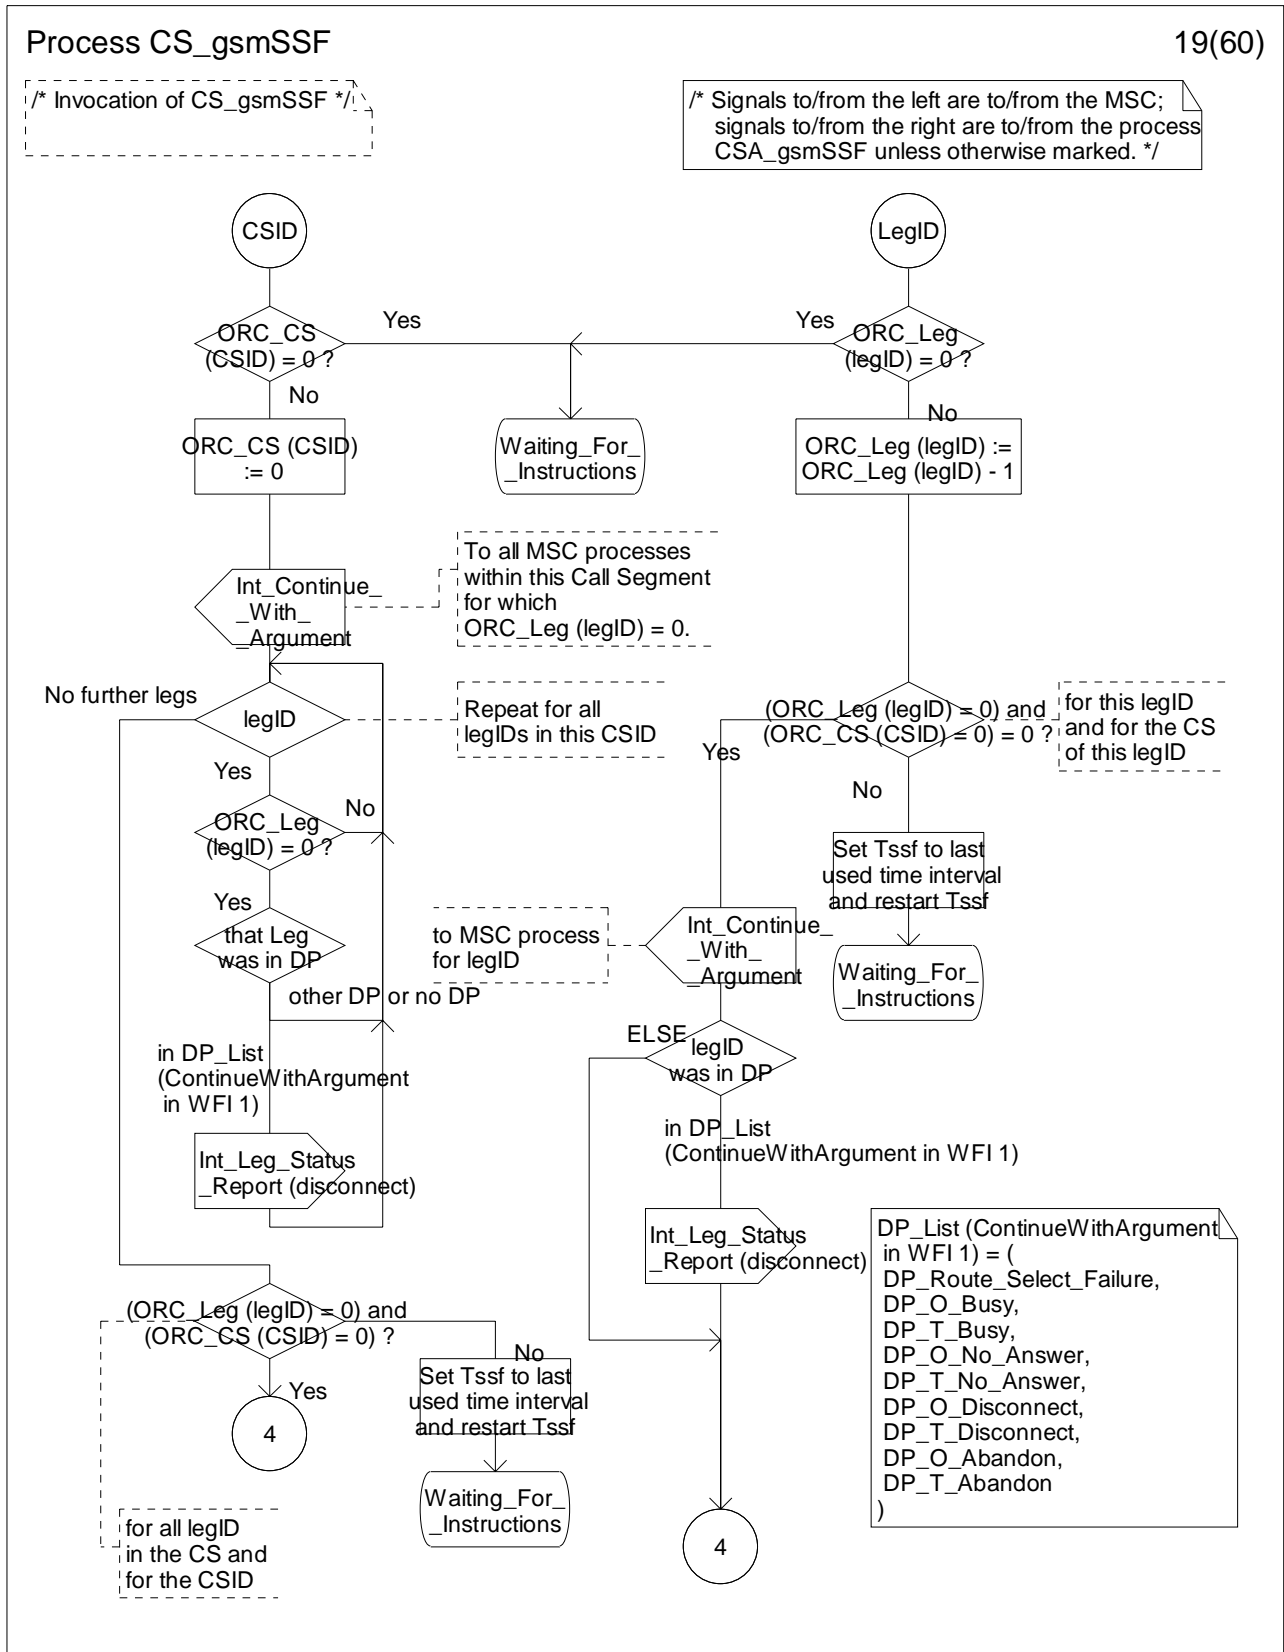 Process CS_gsmSSF
19(60)
/* Invocation of CS_gsmSSF */
/* Signals to/from the left are to/from the MSC;
signals to/from the right are to/from the process
CSA_gsmSSF unless otherwise marked. */
CSID
LegID
ORC_CS
(CSID) = 0 ?
Yes
Yes
ORC_Leg
(legID) = 0 ?
No
No
ORC_CS (CSID)
:= 0
Waiting_For_
_Instructions
ORC_Leg (legID) :=
ORC_Leg (legID) - 1
Int_Continue_
_With_
_Argument
To all MSC processes
within this Call Segment
for which
ORC_Leg (legID) = 0.
No further legs
legID
Repeat for all
legIDs in this CSID
(ORC_Leg (legID) = 0) and
(ORC_CS (CSID) = 0) = 0 ?
for this legID
and for the CS
of this legID
Yes
Yes
No
ORC_Leg
(legID) = 0 ?
No
Set Tssf to last
used time interval
and restart Tssf
Yes
that Leg
was in DP
to MSC process
for legID
Int_Continue_
_With_
_Argument
Waiting_For_
_Instructions
other DP or no DP
ELSE
legID
was in DP
in DP_List
(ContinueWithArgument
in WFI 1)
in DP_List
(ContinueWithArgument in WFI 1)
Int_Leg_Status
_Report (disconnect)
Int_Leg_Status
_Report (disconnect)
DP_List (ContinueWithArgument
in WFI 1) = (
DP_Route_Select_Failure,
DP_O_Busy,
DP_T_Busy,
DP_O_No_Answer,
DP_T_No_Answer,
DP_O_Disconnect,
DP_T_Disconnect,
DP_O_Abandon,
DP_T_Abandon
)
(ORC_Leg (legID) = 0) and
(ORC_CS (CSID) = 0) ?
No
Yes
Set Tssf to last
used time interval
and restart Tssf
4
Waiting_For_
_Instructions
for all legID
in the CS and
for the CSID
4